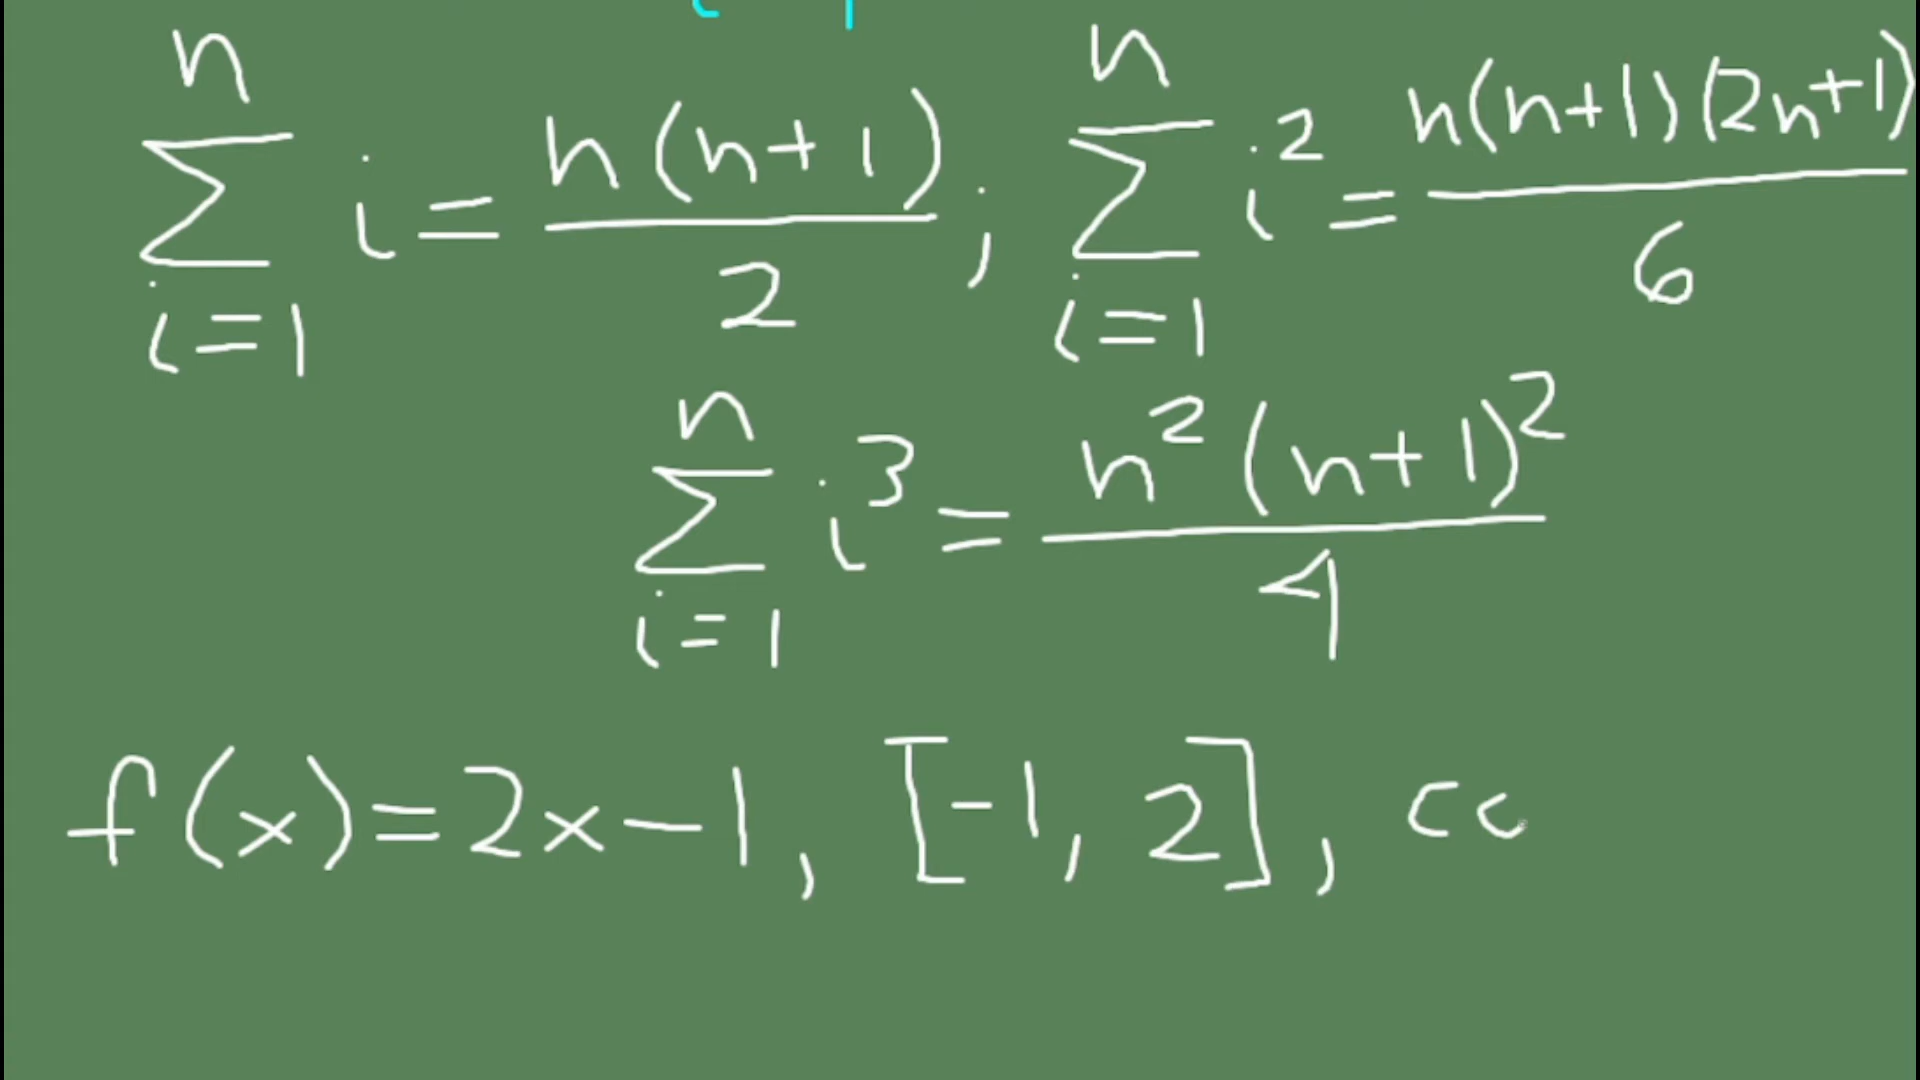 ∑_{i=1}^{n} i = n(n+1)/2 ; ∑_{i=1}^{n} i² = n(n+1)(2n+1)/6
∑_{i=1}^{n} i³ = n²(n+1)²/4
f(x)=2x-1, [-1, 2],